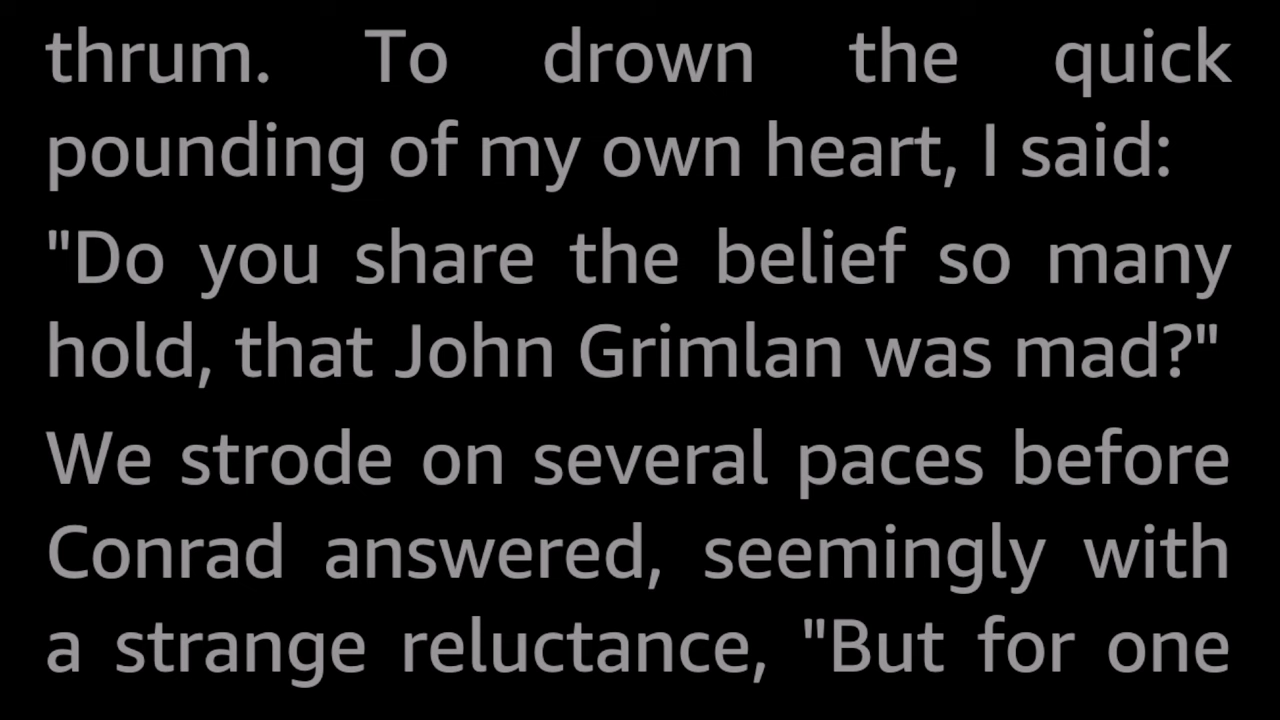 thrum. To drown the quick
pounding of my own heart, I said:
"Do you share the belief so many
hold, that John Grimlan was mad?"
We strode on several paces before
Conrad answered, seemingly with
a strange reluctance, "But for one